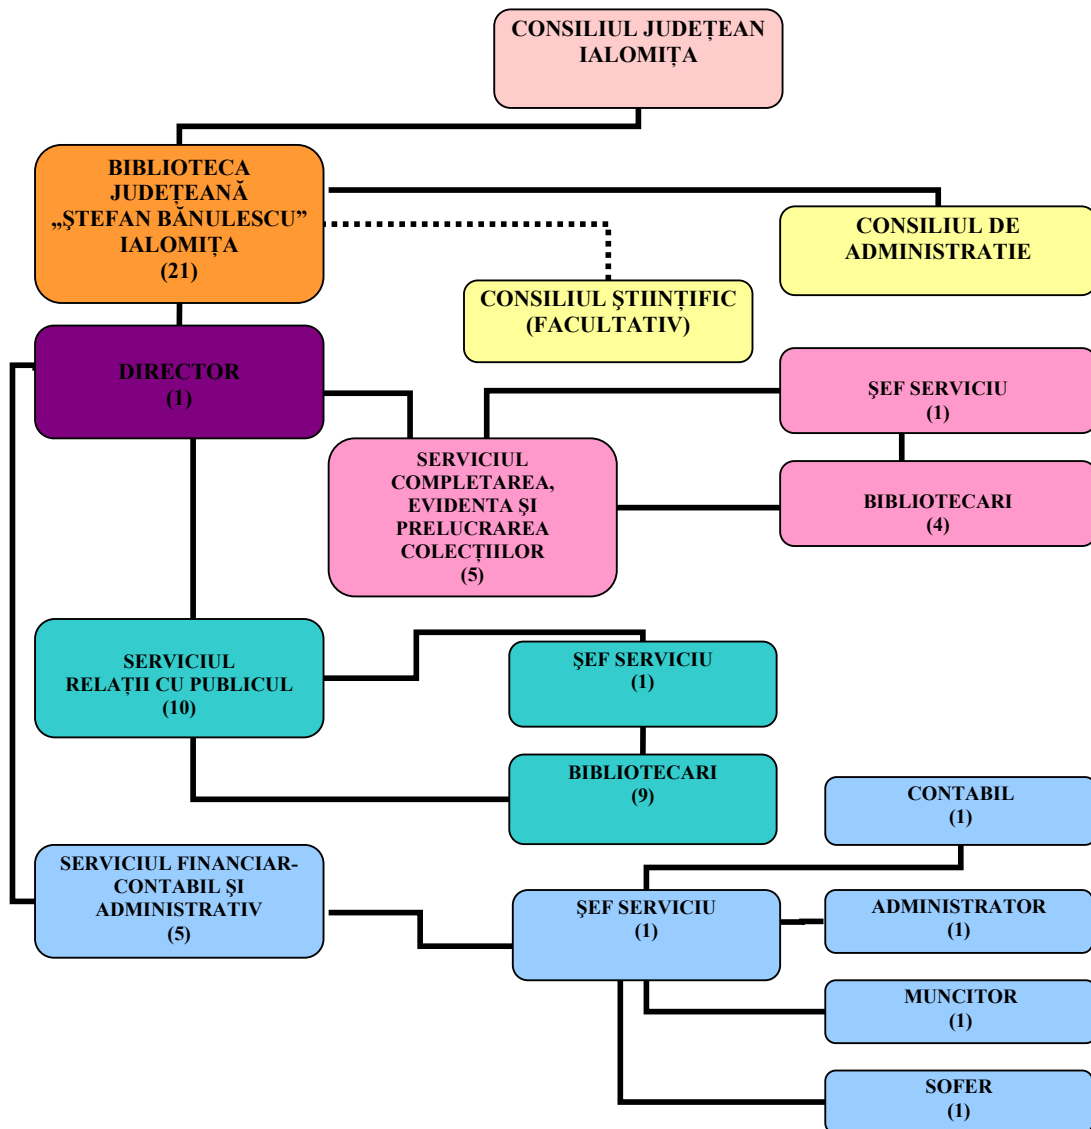 CONSILIUL JUDEȚEAN
IALOMIȚA
BIBLIOTECA
JUDEȚEANĂ
„ŞTEFAN BĂNULESCU”
IALOMIȚA
(21)
CONSILIUL DE
ADMINISTRATIE
CONSILIUL ŞTIINȚIFIC
(FACULTATIV)
DIRECTOR
(1)
ŞEF SERVICIU
(1)
SERVICIUL
COMPLETAREA,
EVIDENTA ŞI
PRELUCRAREA
COLECȚIILOR
(5)
BIBLIOTECARI
(4)
SERVICIUL
RELAȚII CU PUBLICUL
(10)
ŞEF SERVICIU
(1)
BIBLIOTECARI
(9)
CONTABIL
(1)
SERVICIUL FINANCIAR-
CONTABIL ŞI
ADMINISTRATIV
(5)
ŞEF SERVICIU
(1)
ADMINISTRATOR
(1)
MUNCITOR
(1)
SOFER
(1)